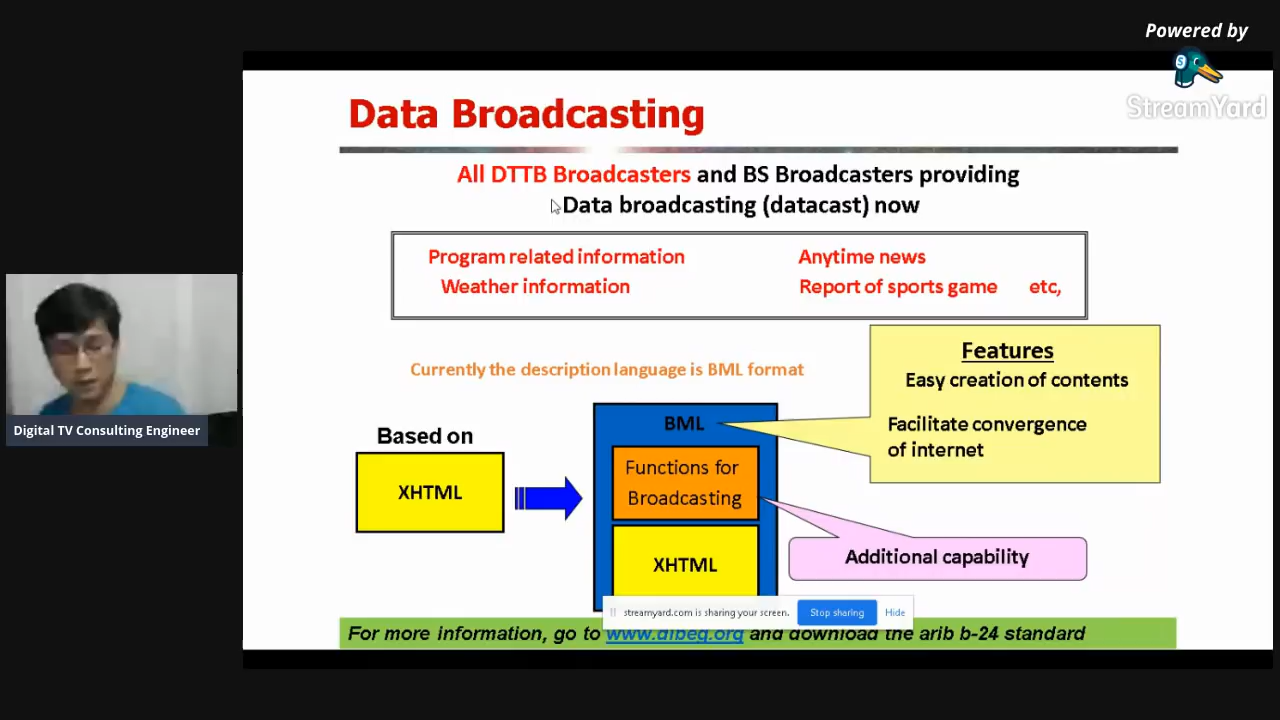 Powered by
StreamYard
Data Broadcasting
All DTTB Broadcasters and BS Broadcasters providing
Data broadcasting (datacast) now
Program related information
Anytime news
Weather information
Report of sports game etc,
Currently the description language is BML format
Features
Easy creation of contents
Facilitate convergence
of internet
BML
Based on
XHTML
Functions for
Broadcasting
XHTML
Additional capability
Digital TV Consulting Engineer
streamyard.com is sharing your screen.
Stop sharing
Hide
For more information, go to www.dibeg.org and download the arib b-24 standard